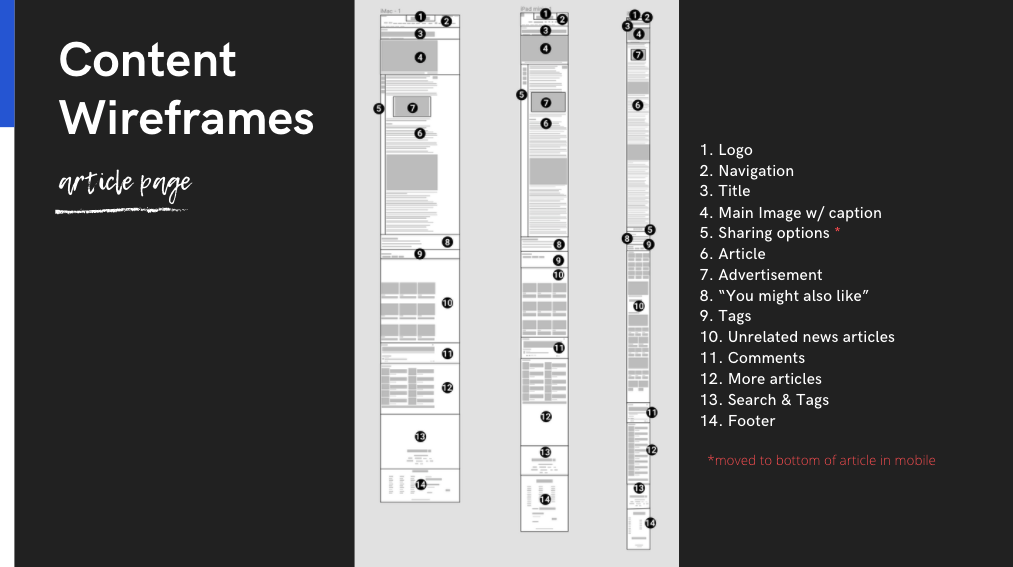 Content
Wireframes
article page
iMac - 1
1
2
3
4
5
7
6
8
9
10
11
12
13
14
1
2
3
4
5
7
6
8
9
10
11
12
13
14
1
2
3
4
7
6
5
8
9
10
11
12
13
14
1. Logo
2. Navigation
3. Title
4. Main Image w/ caption
5. Sharing options *
6. Article
7. Advertisement
8. “You might also like”
9. Tags
10. Unrelated news articles
11. Comments
12. More articles
13. Search & Tags
14. Footer
*moved to bottom of article in mobile